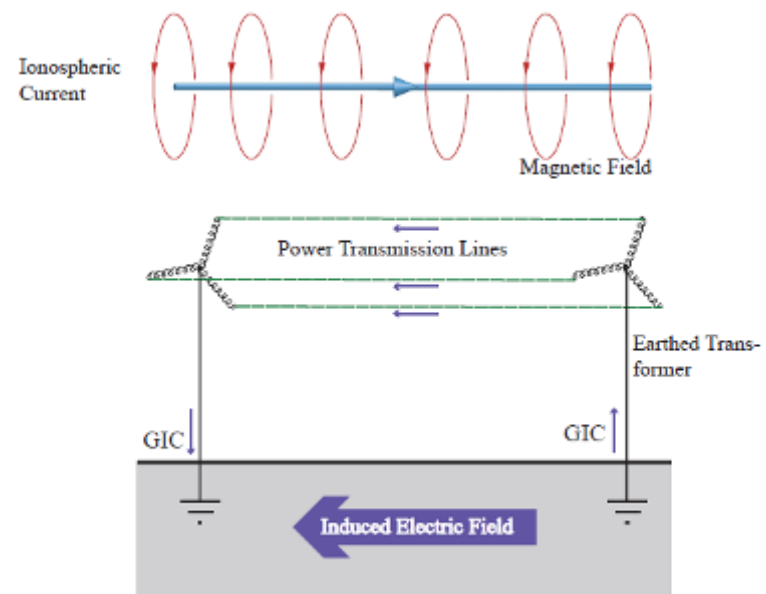 Ionospheric
Current
Magnetic Field
Power Transmission Lines
Earthed Trans-
former
GIC
GIC
Induced Electric Field